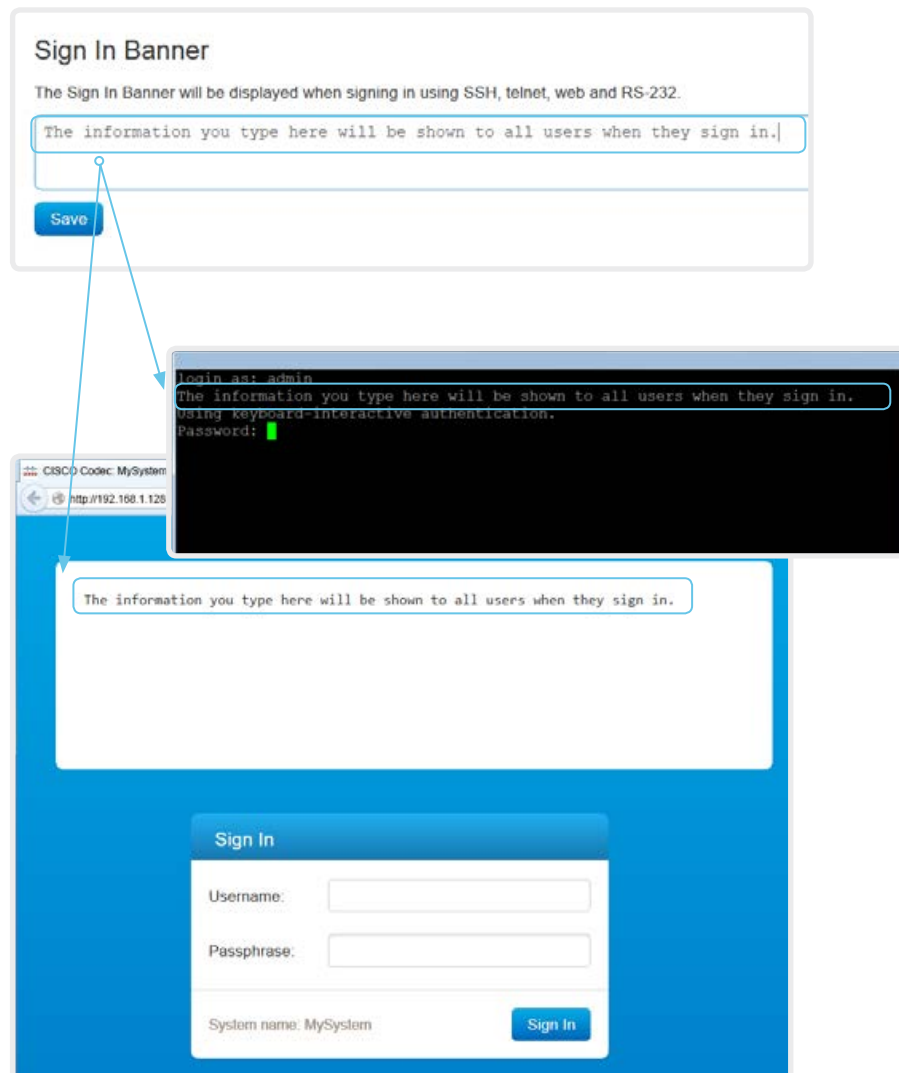 Sign In Banner
The Sign In Banner will be displayed when signing in using SSH, telnet, web and RS-232.
The information you type here will be shown to all users when they sign in.
Save
login as: admin
The information you type here will be shown to all users when they sign in.
Using keyboard-interactive authentication.
Password:
CISCO Codec: MySystem
http://192.168.1.128
The information you type here will be shown to all users when they sign in.
Sign In
Username:
Passphrase:
System name: MySystem
Sign In